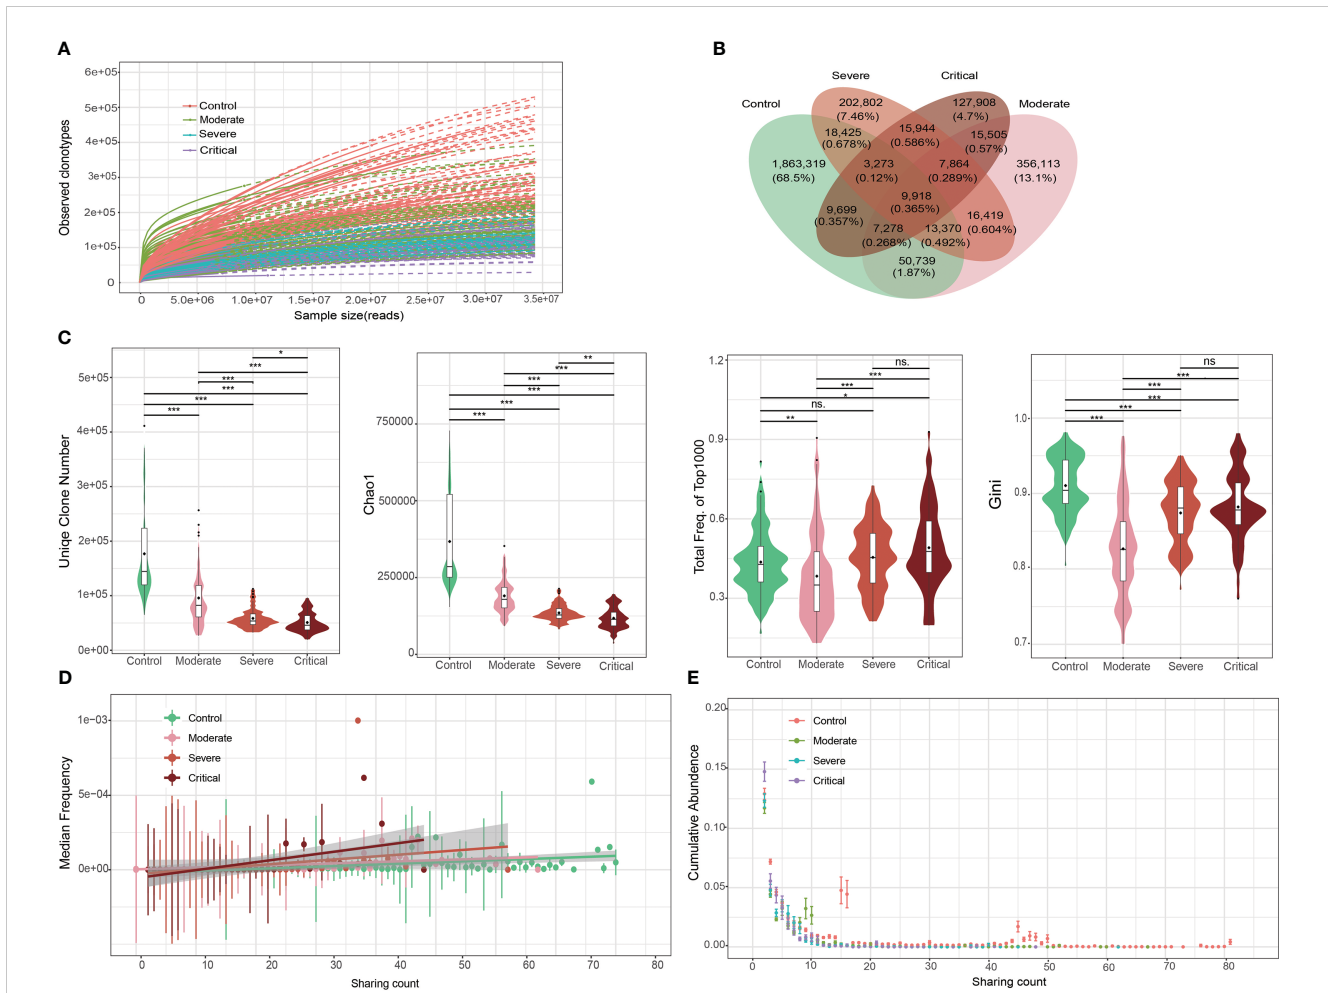 A
Observed donotypes
6e+05
5e+05
4e+05
3e+05
2e+05
1e+05
0
Control
Moderate
Severe
Critical
0
5.0e+06
1.0e+07
1.5e+07
2.0e+07
2.5e+07
3.0e+07
3.5e+07
Sample size(reads)
B
Severe
Critical
Control
Moderate
202,802
(7.46%)
127,908
(4.7%)
18,425
(0.678%)
15,944
(0.586%)
15,505
(0.57%)
1,863,319
(68.5%)
3,273
(0.12%)
7,864
(0.289%)
356,113
(13.1%)
9,918
(0.365%)
9,699
(0.357%)
16,419
(0.604%)
7,278
(0.268%)
13,370
(0.492%)
50,739
(1.87%)
C
Uniqe Clone Number
5e+05
4e+05
3e+05
2e+05
1e+05
0e+00
*
***
***
***
***
***
Control
Moderate
Severe
Critical
Chao1
750000
500000
250000
0
**
***
***
***
***
***
Control
Moderate
Severe
Critical
Total Freq. of Top1000
1.2
0.9
0.6
0.3
ns.
***
***
*
ns.
**
Control
Moderate
Severe
Critical
Gini
1.0
0.9
0.8
0.7
ns
***
***
***
***
***
Control
Moderate
Severe
Critical
D
Median Frequency
1e-03
5e-04
0e+00
Control
Moderate
Severe
Critical
0
10
20
30
40
50
60
70
80
Sharing count
E
Cumulative Abundance
0.20
0.15
0.10
0.05
0.00
Control
Moderate
Severe
Critical
0
10
20
30
40
50
60
70
80
Sharing count